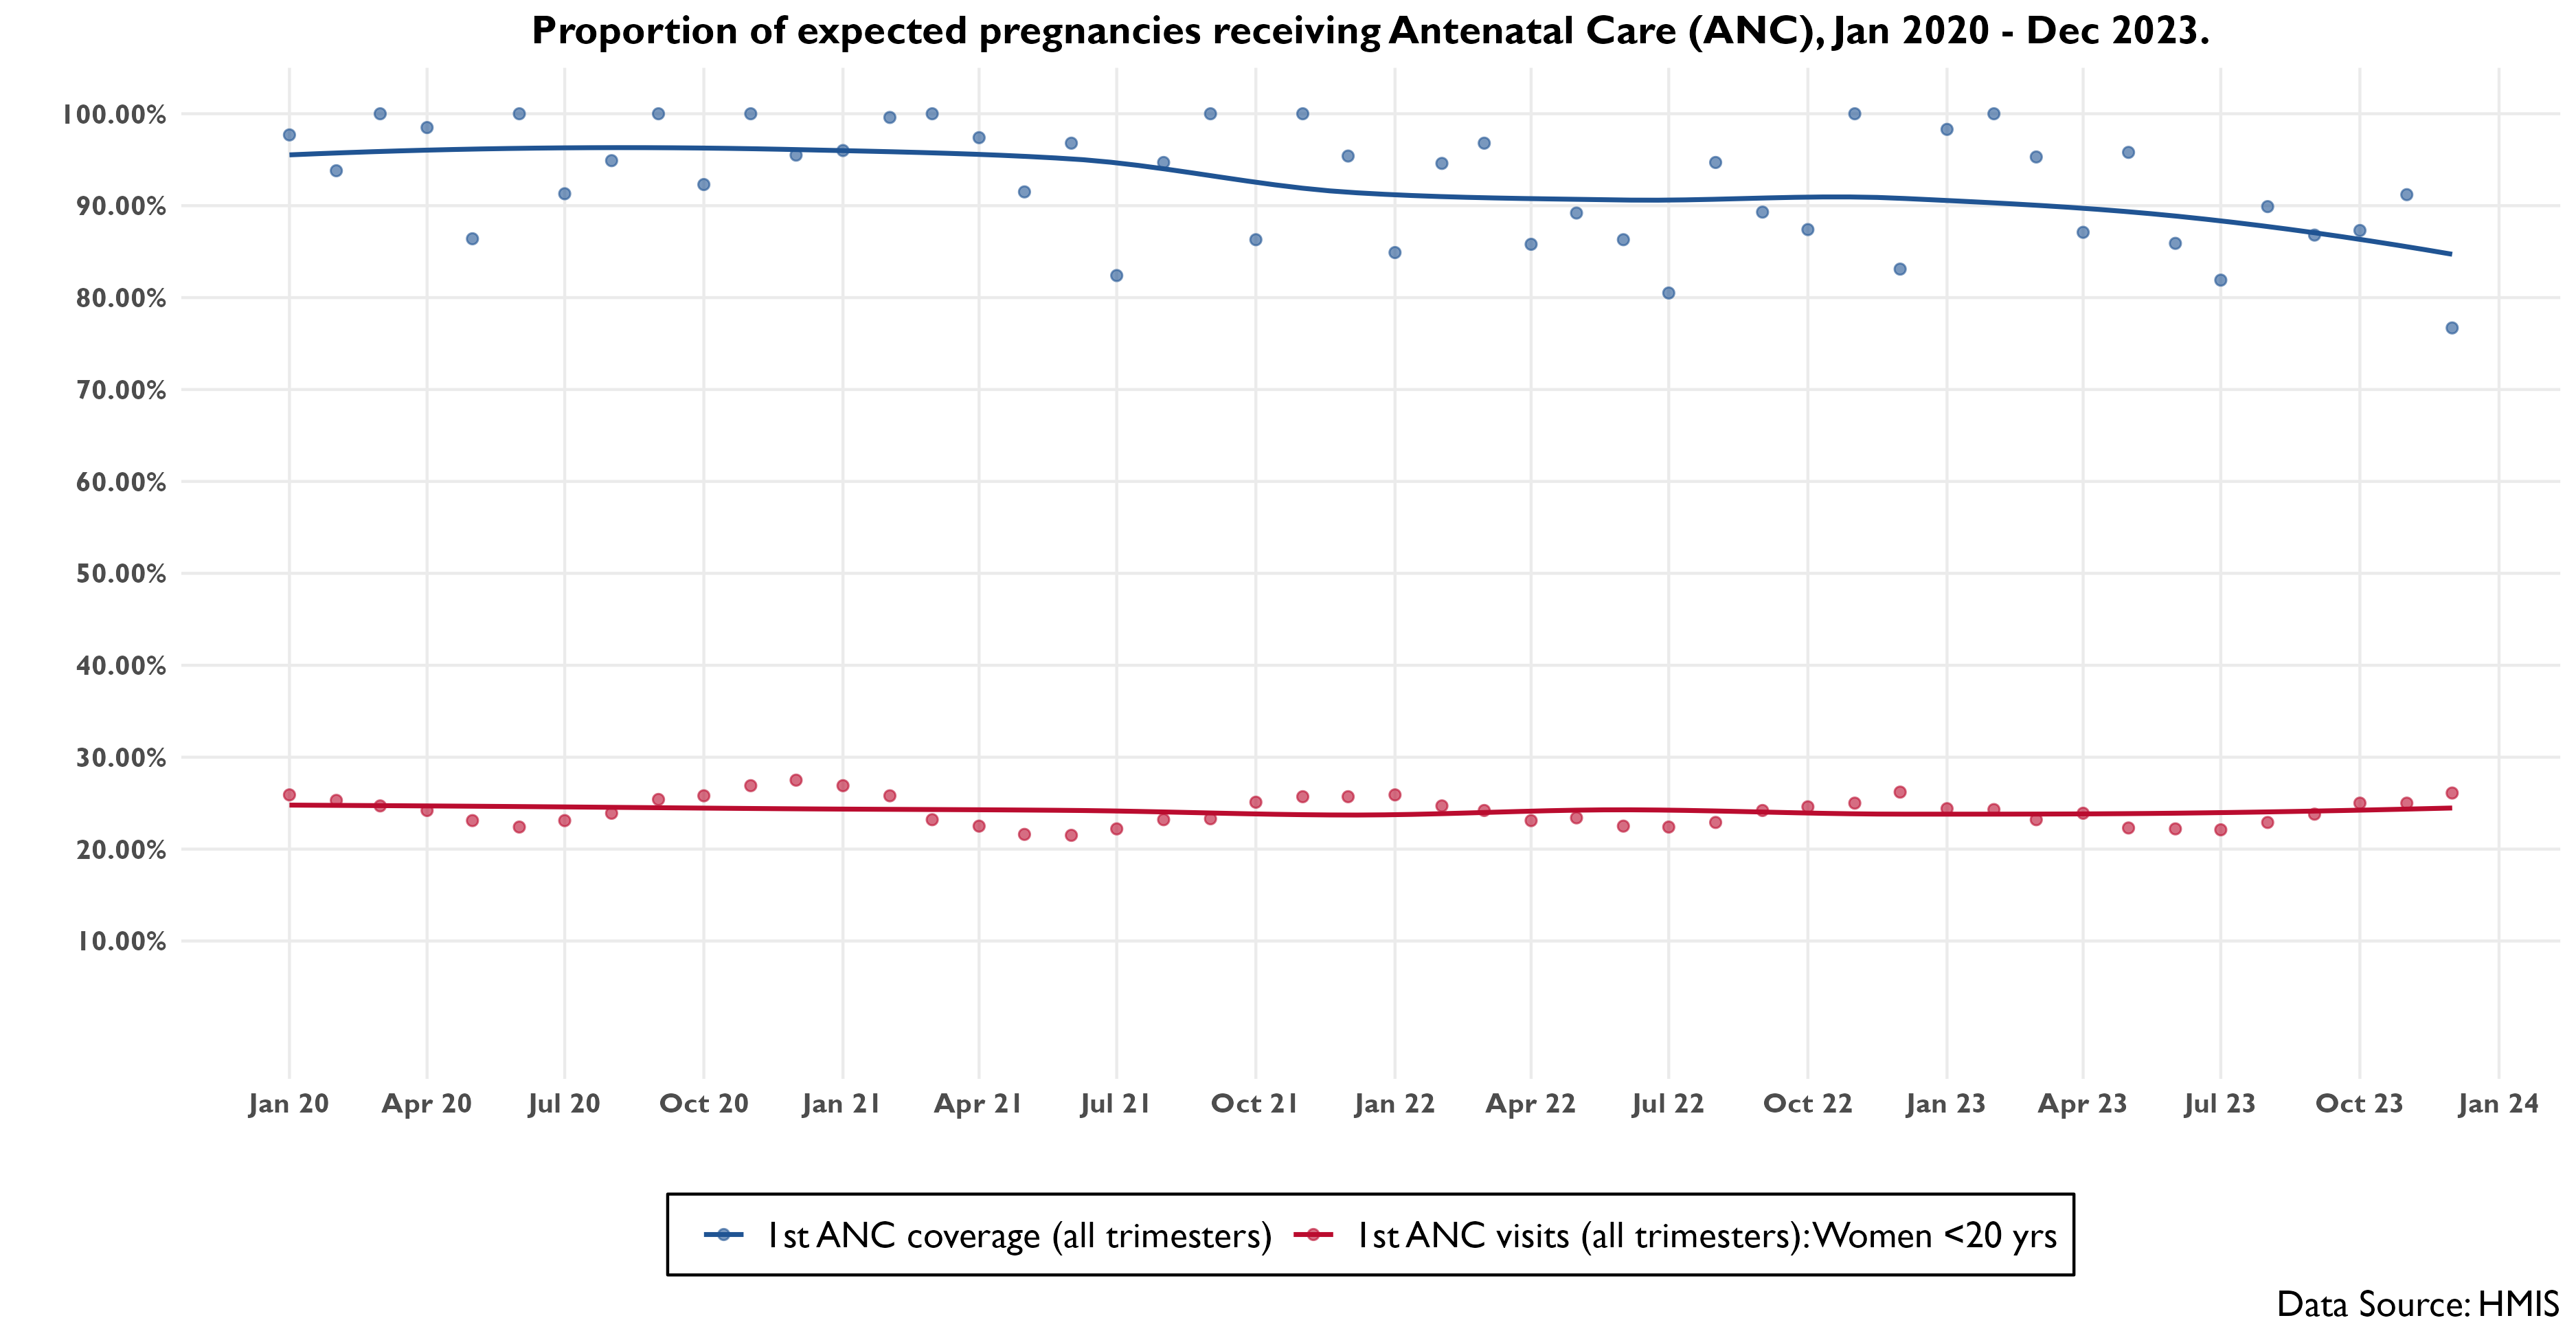 Proportion of expected pregnancies receiving Antenatal Care (ANC), Jan 2020 - Dec 2023.
100.00%
90.00%
80.00%
70.00%
60.00%
50.00%
40.00%
30.00%
20.00%
10.00%
Jan 20 Apr 20 Jul 20 Oct 20 Jan 21 Apr 21 Jul 21 Oct 21 Jan 22 Apr 22 Jul 22 Oct 22 Jan 23 Apr 23 Jul 23 Oct 23 Jan 24
1st ANC coverage (all trimesters) 1st ANC visits (all trimesters): Women <20 yrs
Data Source: HMIS